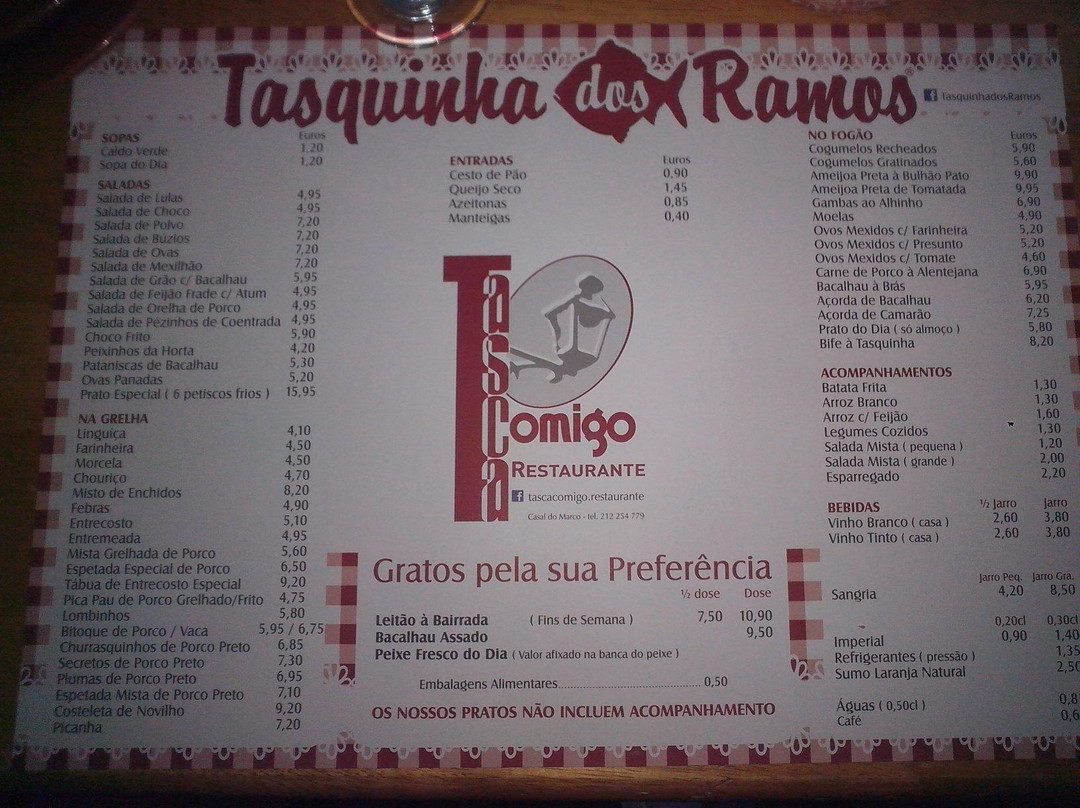 Tasquinha dos Ramos
TasquinhadosRamos
SOPAS Euros
Caldo Verde 1,20
Sopa do Dia 1,20
SALADAS
Salada de Lulas 4,95
Salada de Choco 4,95
Salada de Polvo 7,20
Salada de Búzios 7,20
Salada de Ovas 7,20
Salada de Mexilhão 7,20
Salada de Grão c/ Bacalhau 5,95
Salada de Feijão Frade c/ Atum 4,95
Salada de Orelha de Porco 4,95
Salada de Pézinhos de Coentrada 4,95
Choco Frito 5,90
Peixinhos da Horta 4,20
Pataniscas de Bacalhau 5,30
Ovas Panadas 5,20
Prato Especial ( 6 petiscos frios ) 15,95
NA GRELHA
Linguiça 4,10
Farinheira 4,50
Morcela 4,50
Chouriço 4,70
Misto de Enchidos 8,20
Febras 4,90
Entrecosto 5,10
Entremeada 4,95
Mista Grelhada de Porco 5,60
Espetada Especial de Porco 6,50
Tábua de Entrecosto Especial 9,20
Pica Pau de Porco Grelhado/Frito 4,75
Lombinhos 5,80
Bitoque de Porco / Vaca 5,95 / 6,75
Churrasquinhos de Porco Preto 6,85
Secretos de Porco Preto 7,30
Plumas de Porco Preto 6,95
Espetada Mista de Porco Preto 7,10
Costeleta de Novilho 9,20
Picanha 7,20
ENTRADAS Euros
Cesto de Pão 0,90
Queijo Seco 1,45
Azeitonas 0,85
Manteigas 0,40
Tasca
Comigo
RESTAURANTE
tascacomigo.restaurante
Casal do Marco - tel. 212 254 779
Gratos pela sua Preferência
½ dose Dose
Leitão à Bairrada ( Fins de Semana ) 7,50 10,90
Bacalhau Assado 9,50
Peixe Fresco do Dia ( Valor afixado na banca do peixe )
Embalagens Alimentares........................................... 0,50
OS NOSSOS PRATOS NÃO INCLUEM ACOMPANHAMENTO
NO FOGÃO Euros
Cogumelos Recheados 5,90
Cogumelos Gratinados 5,60
Ameijoa Preta à Bulhão Pato 9,90
Ameijoa Preta de Tomatada 9,95
Gambas ao Alhinho 6,90
Moelas 4,90
Ovos Mexidos c/ Farinheira 5,20
Ovos Mexidos c/ Presunto 5,20
Ovos Mexidos c/ Tomate 4,60
Carne de Porco à Alentejana 6,90
Bacalhau à Brás 5,95
Açorda de Bacalhau 6,20
Açorda de Camarão 7,25
Prato do Dia ( só almoço ) 5,80
Bife à Tasquinha 8,20
ACOMPANHAMENTOS
Batata Frita 1,30
Arroz Branco 1,30
Arroz c/ Feijão 1,60
Legumes Cozidos 1,30
Salada Mista ( pequena ) 1,20
Salada Mista ( grande ) 2,00
Esparregado 2,20
BEBIDAS ½ Jarro Jarro
Vinho Branco ( casa ) 2,60 3,80
Vinho Tinto ( casa ) 2,60 3,80
Jarro Peq. Jarro Gra.
Sangria 4,20 8,50
0,20cl 0,30cl
Imperial 0,90 1,40
Refrigerantes ( pressão ) 1,35
Sumo Laranja Natural 2,50
Águas ( 0,50cl ) 0,8
Café 0,6